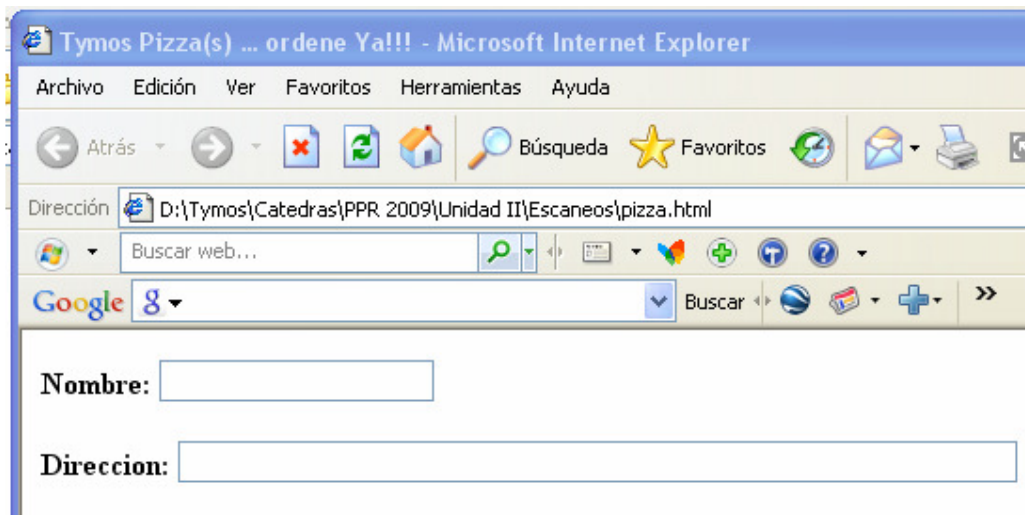 Tymos Pizza(s) ... ordene Ya!!! - Microsoft Internet Explorer
Archivo Edición Ver Favoritos Herramientas Ayuda
Atrás Búsqueda Favoritos
Dirección D:\Tymos\Catedras\PPR 2009\Unidad II\Escaneos\pizza.html
Buscar web...
Google g Buscar »
Nombre:
Direccion: